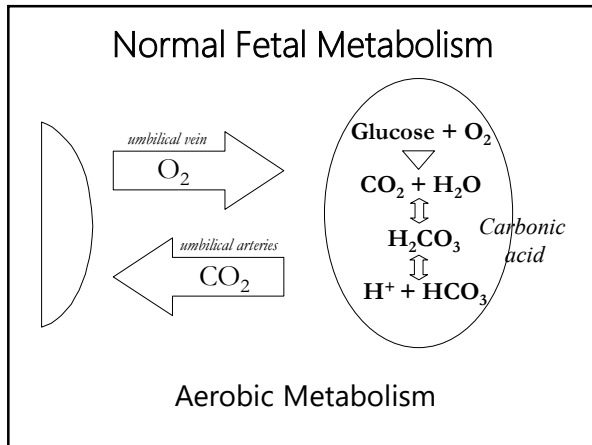 Normal Fetal Metabolism
umbilical vein
O₂
umbilical arteries
CO₂
Glucose + O₂
CO₂ + H₂O
H₂CO₃
Carbonic
acid
H⁺ + HCO₃
Aerobic Metabolism